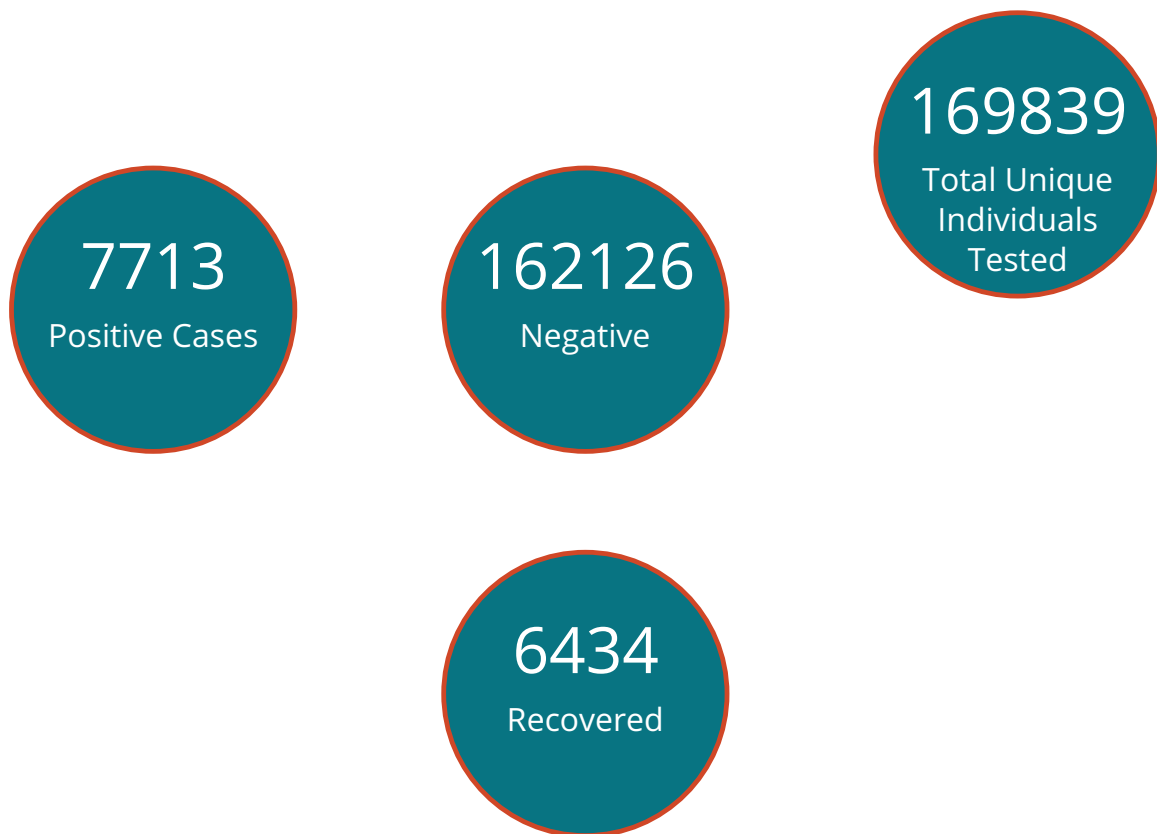 7713
Positive Cases
162126
Negative
169839
Total Unique
Individuals
Tested
6434
Recovered